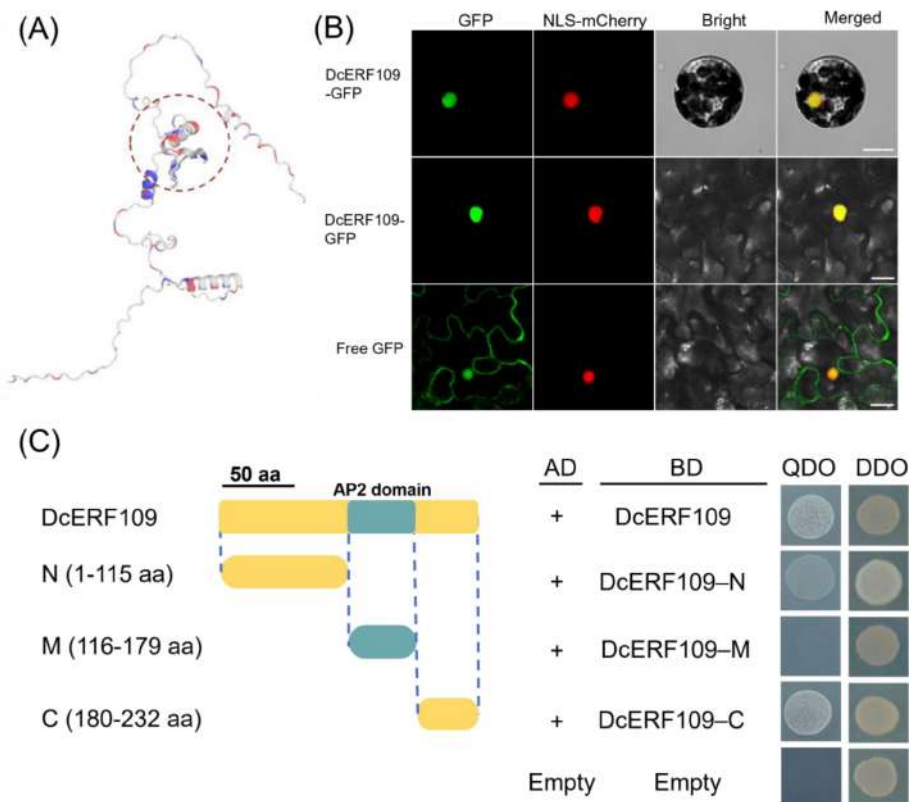 (A)
(B)
GFP NLS-mCherry Bright Merged
DcERF109
-GFP
DcERF109-
GFP
Free GFP
(C)
50 aa
AP2 domain
AD BD QDO DDO
DcERF109 + DcERF109
N (1-115 aa) + DcERF109–N
M (116-179 aa) + DcERF109–M
C (180-232 aa) + DcERF109–C
Empty Empty